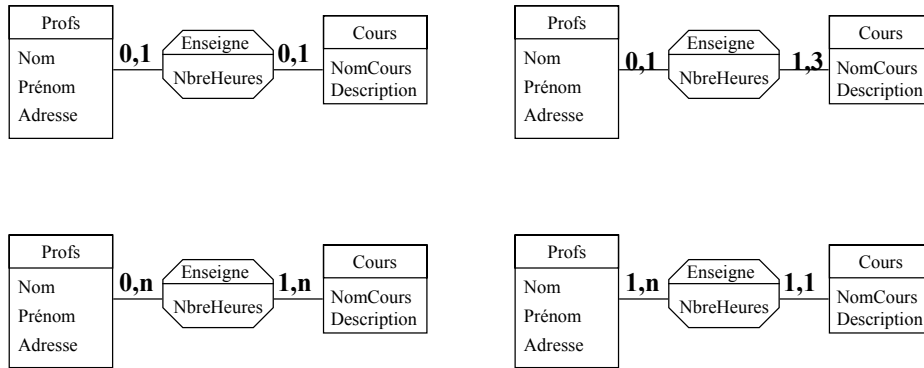 Profs
Nom
Prénom
Adresse
0,1
Enseigne
NbreHeures
0,1
Cours
NomCours
Description
Profs
Nom
Prénom
Adresse
0,1
Enseigne
NbreHeures
1,3
Cours
NomCours
Description
Profs
Nom
Prénom
Adresse
0,n
Enseigne
NbreHeures
1,n
Cours
NomCours
Description
Profs
Nom
Prénom
Adresse
1,n
Enseigne
NbreHeures
1,1
Cours
NomCours
Description